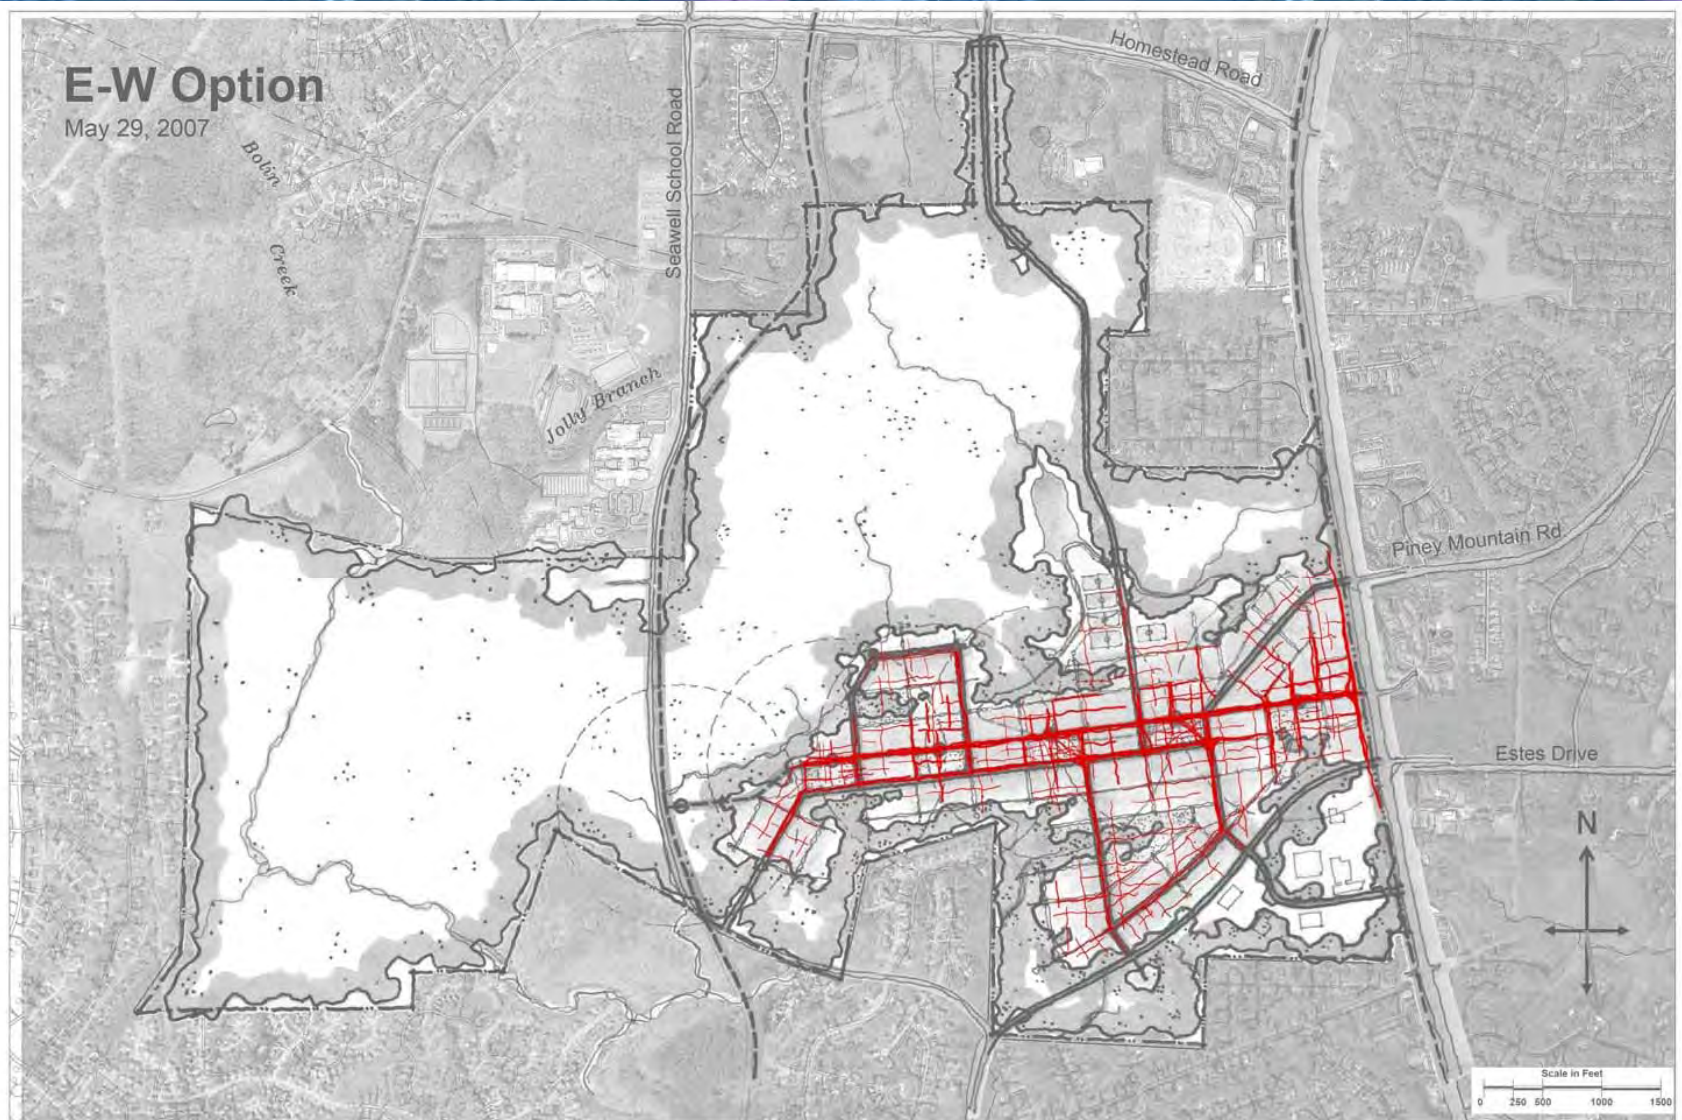 E-W Option
May 29, 2007
Homestead Road
Bolin
Creek
Seawell School Road
Jolly Branch
Piney Mountain Rd
Estes Drive
N
Scale in Feet
0 250 500 1000 1500